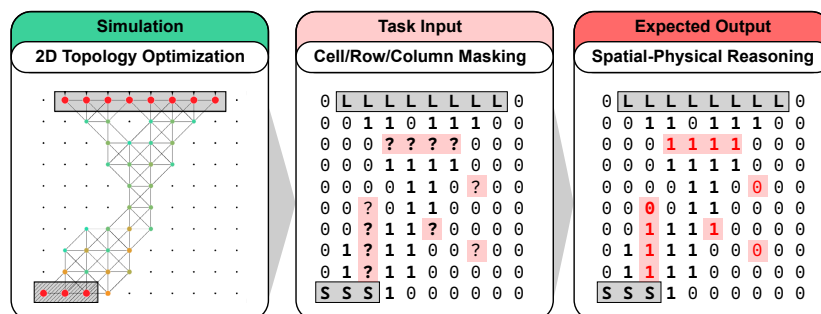 Simulation
2D Topology Optimization
Task Input
Cell/Row/Column Masking
0 L L L L L L L L 0
0 0 1 1 0 1 1 1 0 0
0 0 0 ? ? ? ? 0 0 0
0 0 0 1 1 1 1 0 0 0
0 0 0 0 1 1 0 ? 0 0
0 0 ? 0 1 1 0 0 0 0
0 0 ? 1 1 ? 0 0 0 0
0 1 ? 1 1 0 0 ? 0 0
0 1 ? 1 1 0 0 0 0 0
S S S 1 0 0 0 0 0 0
Expected Output
Spatial-Physical Reasoning
0 L L L L L L L L 0
0 0 1 1 0 1 1 1 0 0
0 0 0 1 1 1 1 0 0 0
0 0 0 1 1 1 1 0 0 0
0 0 0 0 1 1 0 0 0 0
0 0 0 0 1 1 0 0 0 0
0 0 1 1 1 1 0 0 0 0
0 1 1 1 1 0 0 0 0 0
0 1 1 1 1 0 0 0 0 0
S S S 1 0 0 0 0 0 0